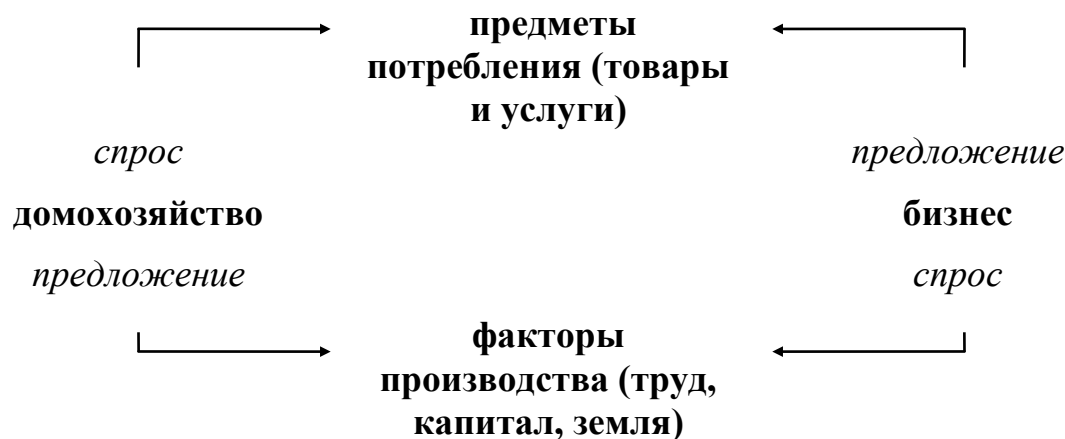 предметы
потребления (товары
и услуги)
спрос
предложение
домохозяйство
бизнес
предложение
спрос
факторы
производства (труд,
капитал, земля)